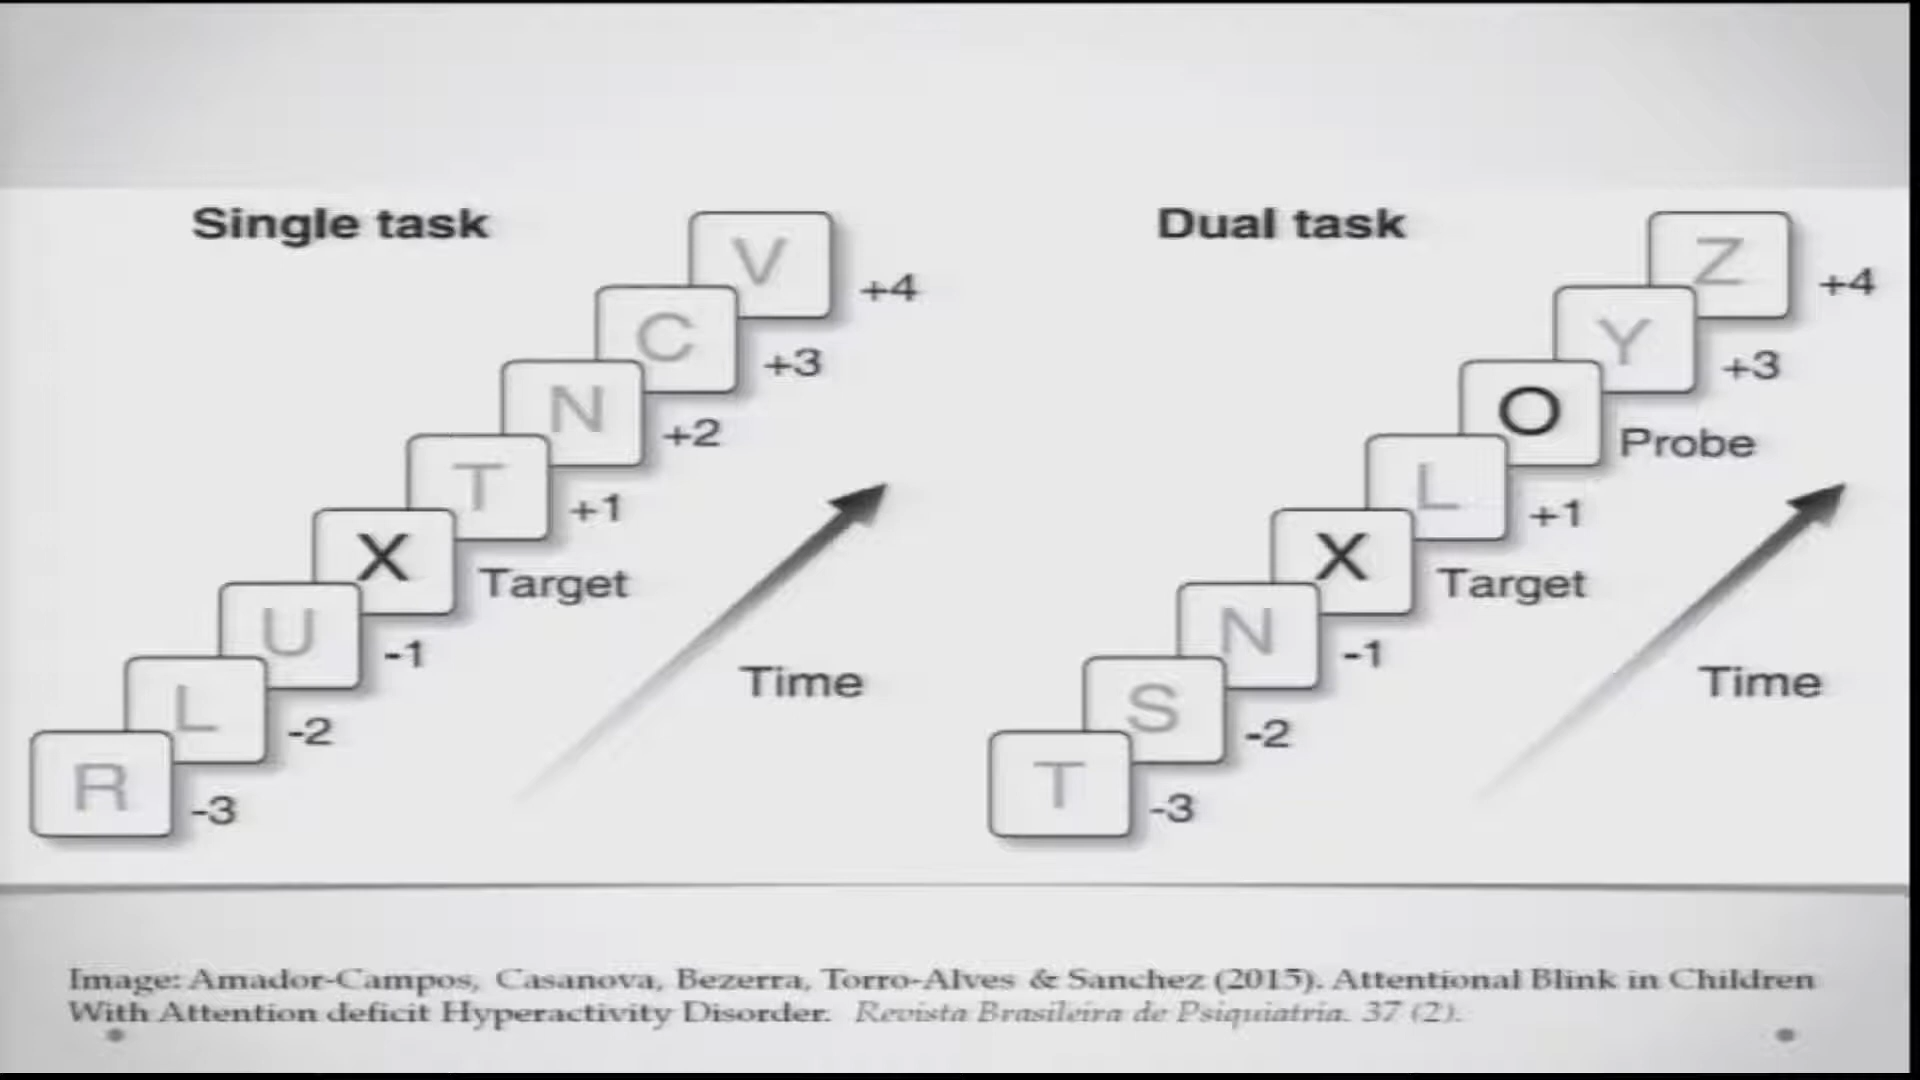 Single task
V
+4
C
+3
N
+2
T
+1
X
Target
U
-1
L
-2
R
-3
Time
Dual task
Z
+4
Y
+3
O
Probe
L
+1
X
Target
N
-1
S
-2
T
-3
Time
Image: Amador-Campos, Casanova, Bezerra, Torro-Alves & Sanchez (2015). Attentional Blink in Children
With Attention deficit Hyperactivity Disorder. Revista Brasileira de Psiquiatria. 37 (2).